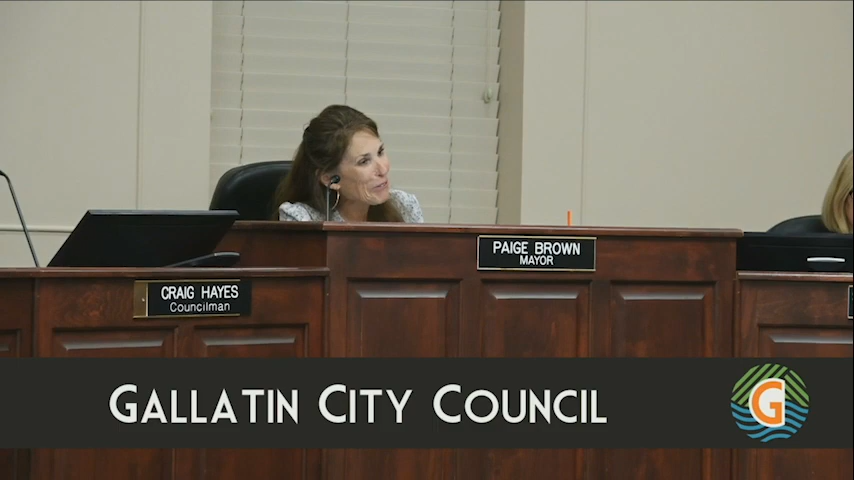 PAIGE BROWN
MAYOR
CRAIG HAYES
Councilman
GALLATIN CITY COUNCIL
G